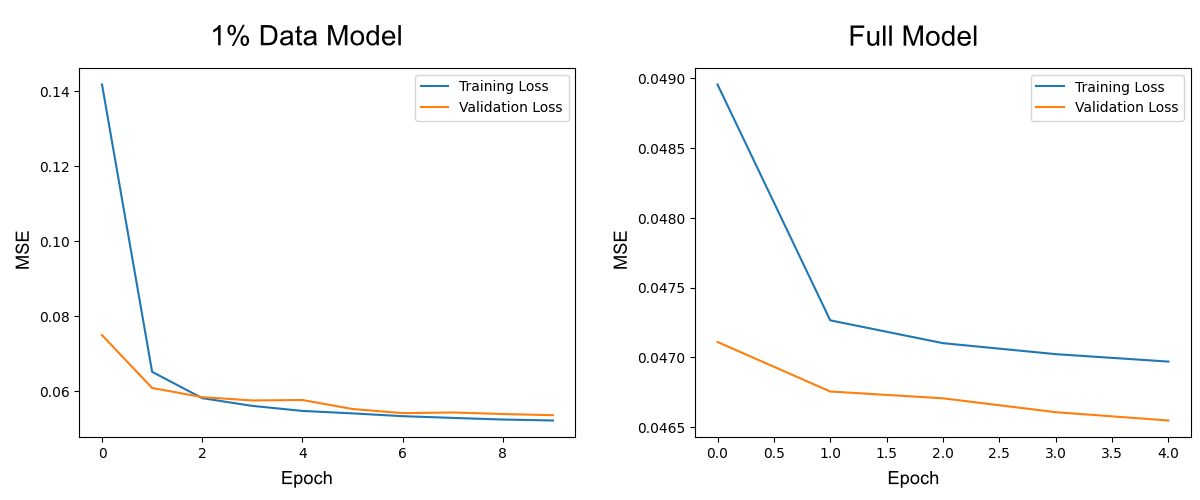 1% Data Model
Full Model
0.14
0.12
0.10
0.08
0.06
MSE
Training Loss
Validation Loss
0 2 4 6 8
Epoch
0.0490
0.0485
0.0480
0.0475
0.0470
0.0465
MSE
Training Loss
Validation Loss
0.0 0.5 1.0 1.5 2.0 2.5 3.0 3.5 4.0
Epoch